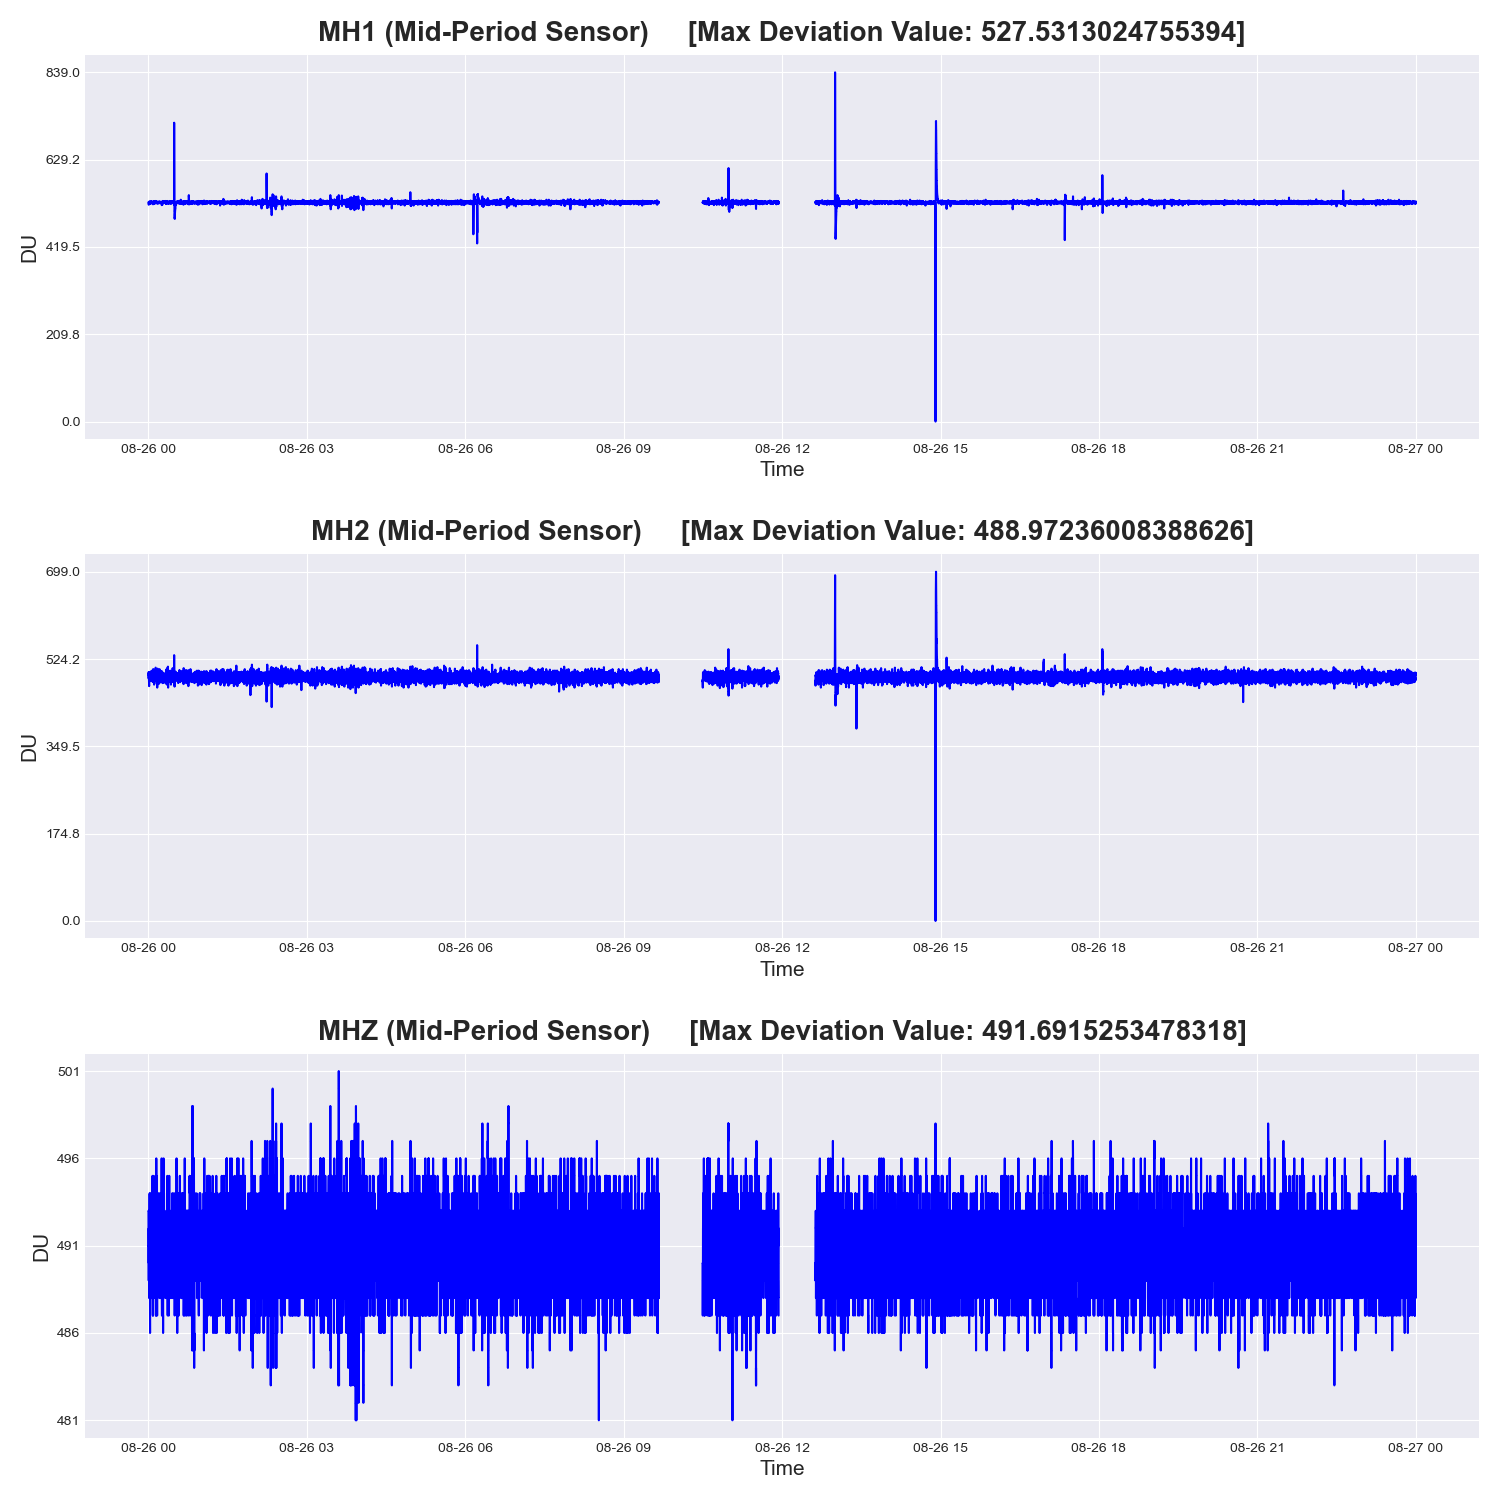 MH1 (Mid-Period Sensor) [Max Deviation Value: 527.5313024755394]
839.0
629.2
419.5
209.8
0.0
DU
08-26 00 08-26 03 08-26 06 08-26 09 08-26 12 08-26 15 08-26 18 08-26 21 08-27 00
Time
MH2 (Mid-Period Sensor) [Max Deviation Value: 488.97236008388626]
699.0
524.2
349.5
174.8
0.0
DU
08-26 00 08-26 03 08-26 06 08-26 09 08-26 12 08-26 15 08-26 18 08-26 21 08-27 00
Time
MHZ (Mid-Period Sensor) [Max Deviation Value: 491.6915253478318]
501
496
491
486
481
DU
08-26 00 08-26 03 08-26 06 08-26 09 08-26 12 08-26 15 08-26 18 08-26 21 08-27 00
Time